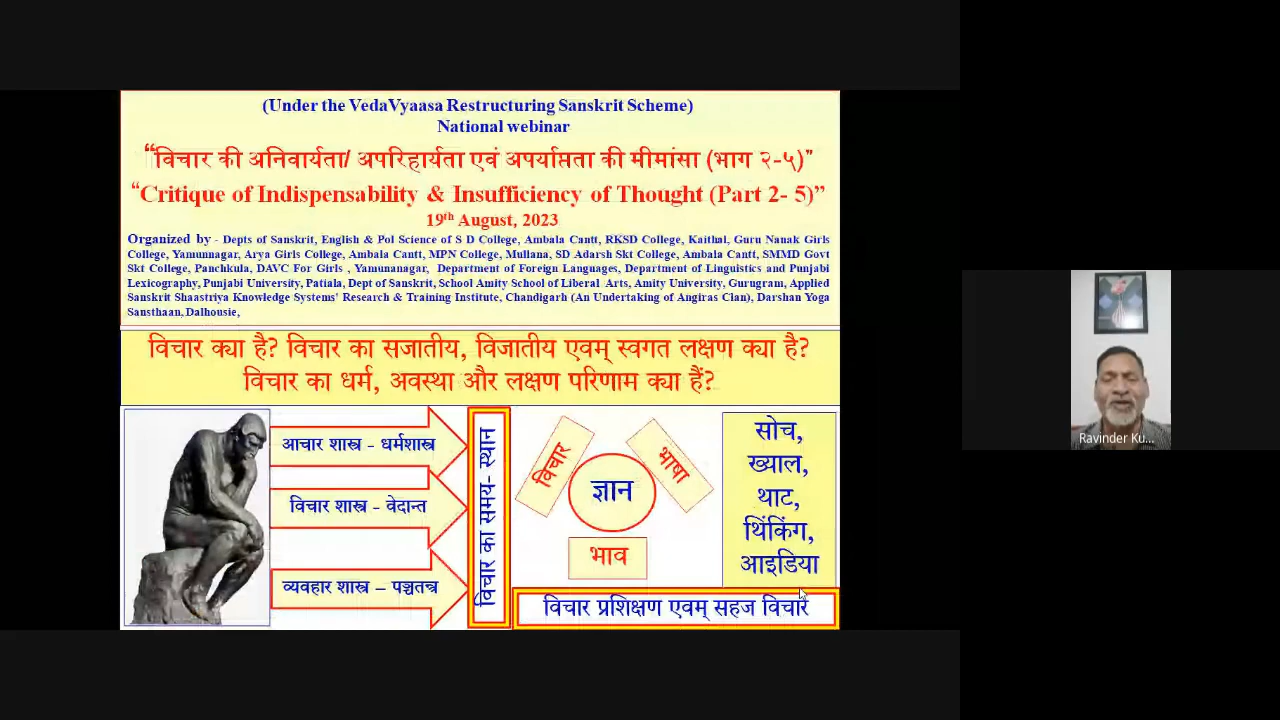 (Under the VedaVyaasa Restructuring Sanskrit Scheme)
National webinar
“विचार की अनिवार्यता/ अपरिहार्यता एवं अपर्याप्तता की मीमांसा (भाग २-५)"
“Critique of Indispensability & Insufficiency of Thought (Part 2- 5)”
19th August, 2023
Organized by - Depts of Sanskrit, English & Pol Science of S D College, Ambala Cantt, RKSD College, Kaithal, Guru Nanak Girls
College, Yamunnagar, Arya Girls College, Ambala Cantt, MPN College, Mullana, SD Adarsh Skt College, Ambala Cantt, SMMD Govt
Skt College, Panchkula, DAVC For Girls , Yamunanagar, Department of Foreign Languages, Department of Linguistics and Punjabi
Lexicography, Punjabi University, Patiala, Dept of Sanskrit, School Amity School of Liberal Arts, Amity University, Gurugram, Applied
Sanskrit Shaastriya Knowledge Systems' Research & Training Institute, Chandigarh (An Undertaking of Angiras Clan), Darshan Yoga
Sansthaan, Dalhousie,
विचार क्या है? विचार का सजातीय, विजातीय एवम् स्वगत लक्षण क्या है?
विचार का धर्म, अवस्था और लक्षण परिणाम क्या हैं?
आचार शास्त्र - धर्मशास्त्र
विचार शास्त्र - वेदान्त
व्यवहार शास्त्र – पञ्चतन्त्र
विचार का समय- स्थान
विचार
भाषा
ज्ञान
भाव
सोच,
ख्याल,
थाट,
थिंकिंग,
आइडिया
विचार प्रशिक्षण एवम् सहज विचार
Ravinder Ku...